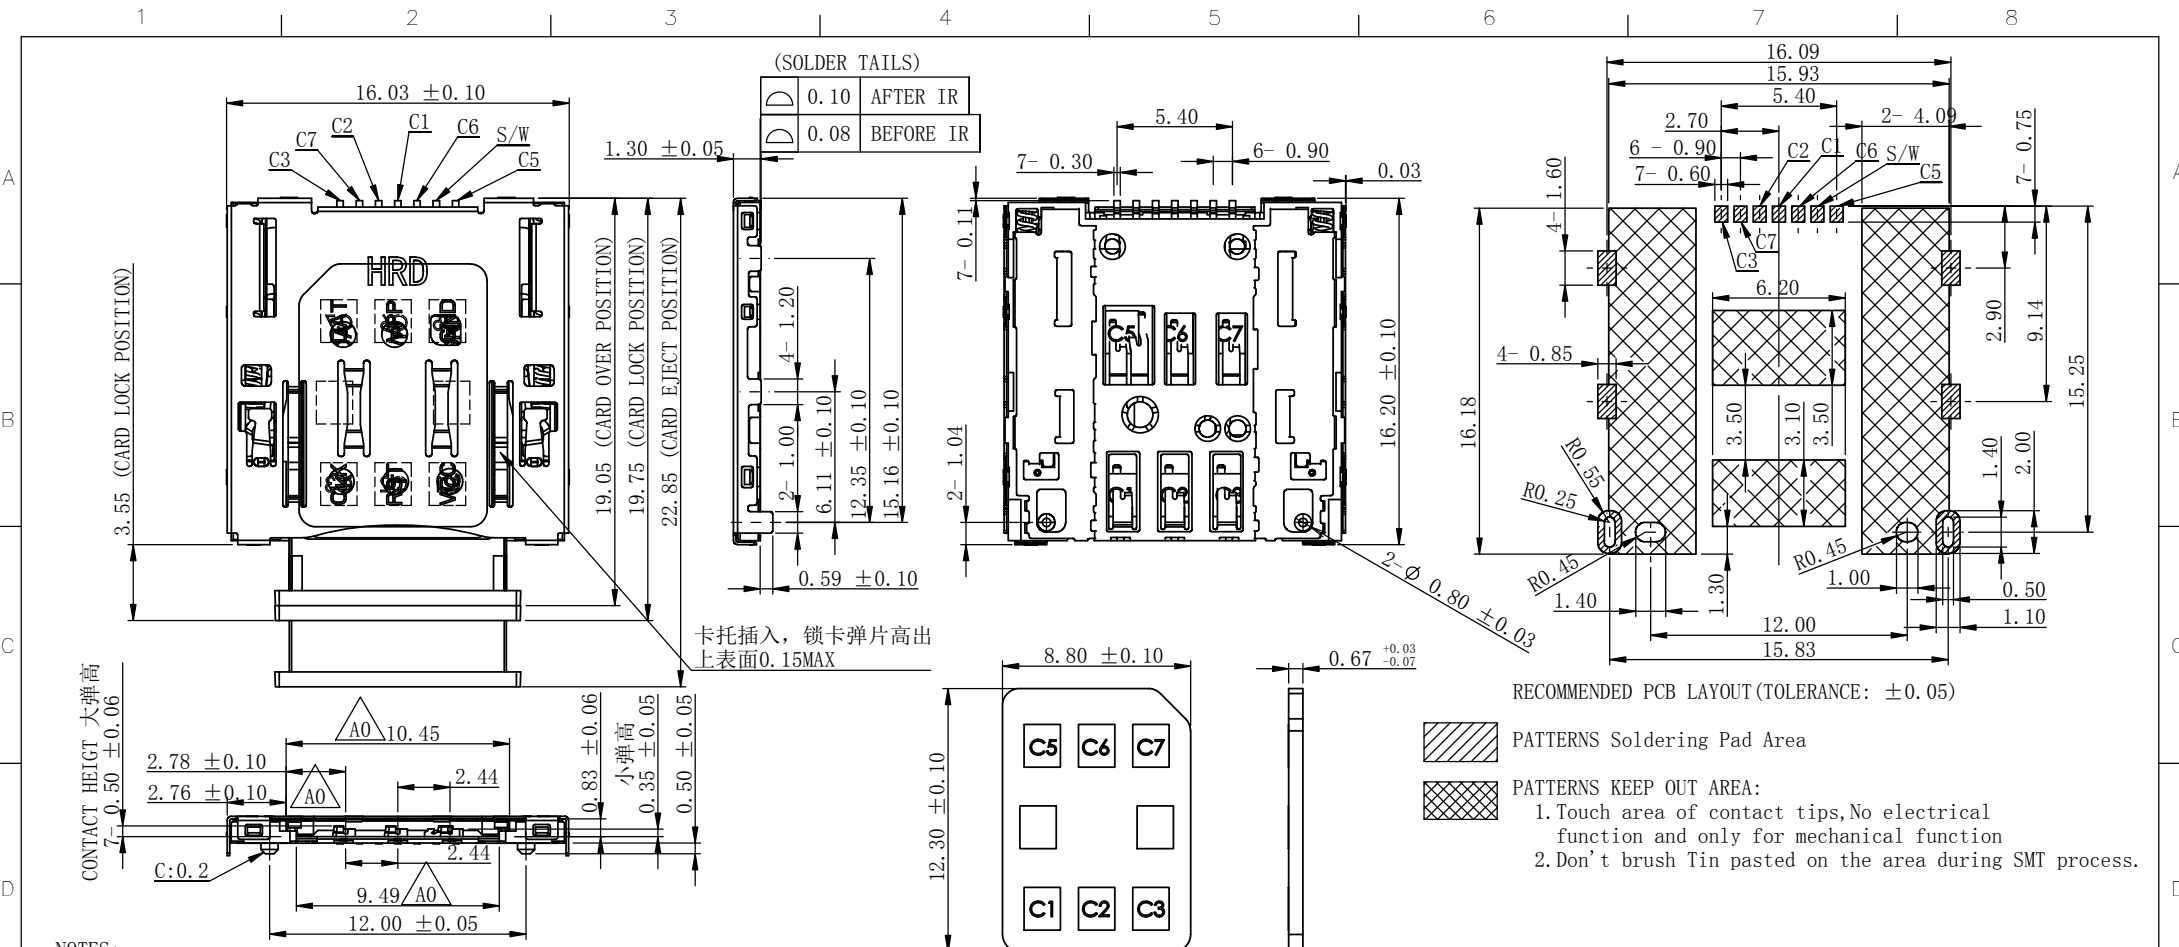 1 2 3 4 5 6 7 8
A
B
C
D
16.03 ±0.10
C3
C7
C2
C1
C6
S/W
C5
HRD
3.55 (CARD LOCK POSITION)
19.05 (CARD OVER POSITION)
19.75 (CARD LOCK POSITION)
22.85 (CARD EJECT POSITION)
卡托插入，锁卡弹片高出
上表面0.15MAX
(SOLDER TAILS)
0.10 AFTER IR
0.08 BEFORE IR
1.30 ±0.05
4- 1.20
2- 1.00
6.11 ±0.10
12.35 ±0.10
15.16 ±0.10
0.59 ±0.10
5.40
7- 0.30
6- 0.90
0.03
7- 0.11
C5
C6
C7
16.20 ±0.10
2- 1.04
2-Ø 0.80 ±0.03
16.09
15.93
5.40
2.70
2- 4.09
6 - 0.90
7- 0.60
C2
C1
C6
S/W
C5
C7
C3
7- 0.75
4- 1.60
6.20
2.90
9.14
15.25
4- 0.85
16.18
3.50
3.10
3.50
1.40
2.00
R0.55
R0.25
R0.45
R0.45
1.30
1.40
1.00
0.50
1.10
12.00
15.83
RECOMMENDED PCB LAYOUT(TOLERANCE: ±0.05)
PATTERNS Soldering Pad Area
PATTERNS KEEP OUT AREA:
1.Touch area of contact tips,No electrical
function and only for mechanical function
2.Don't brush Tin pasted on the area during SMT process.
CONTACT HEIGT 大弹高
7- 0.50 ±0.06
A0 10.45
2.78 ±0.10
A0
2.76 ±0.10
2.44
0.83 ±0.06
小弹高
0.35 ±0.05
0.50 ±0.05
C:0.2
2.44
9.49 A0
12.00 ±0.05
8.80 ±0.10
0.67 +0.03 -0.07
12.30 ±0.10
C5 C6 C7
C1 C2 C3
NOTES: